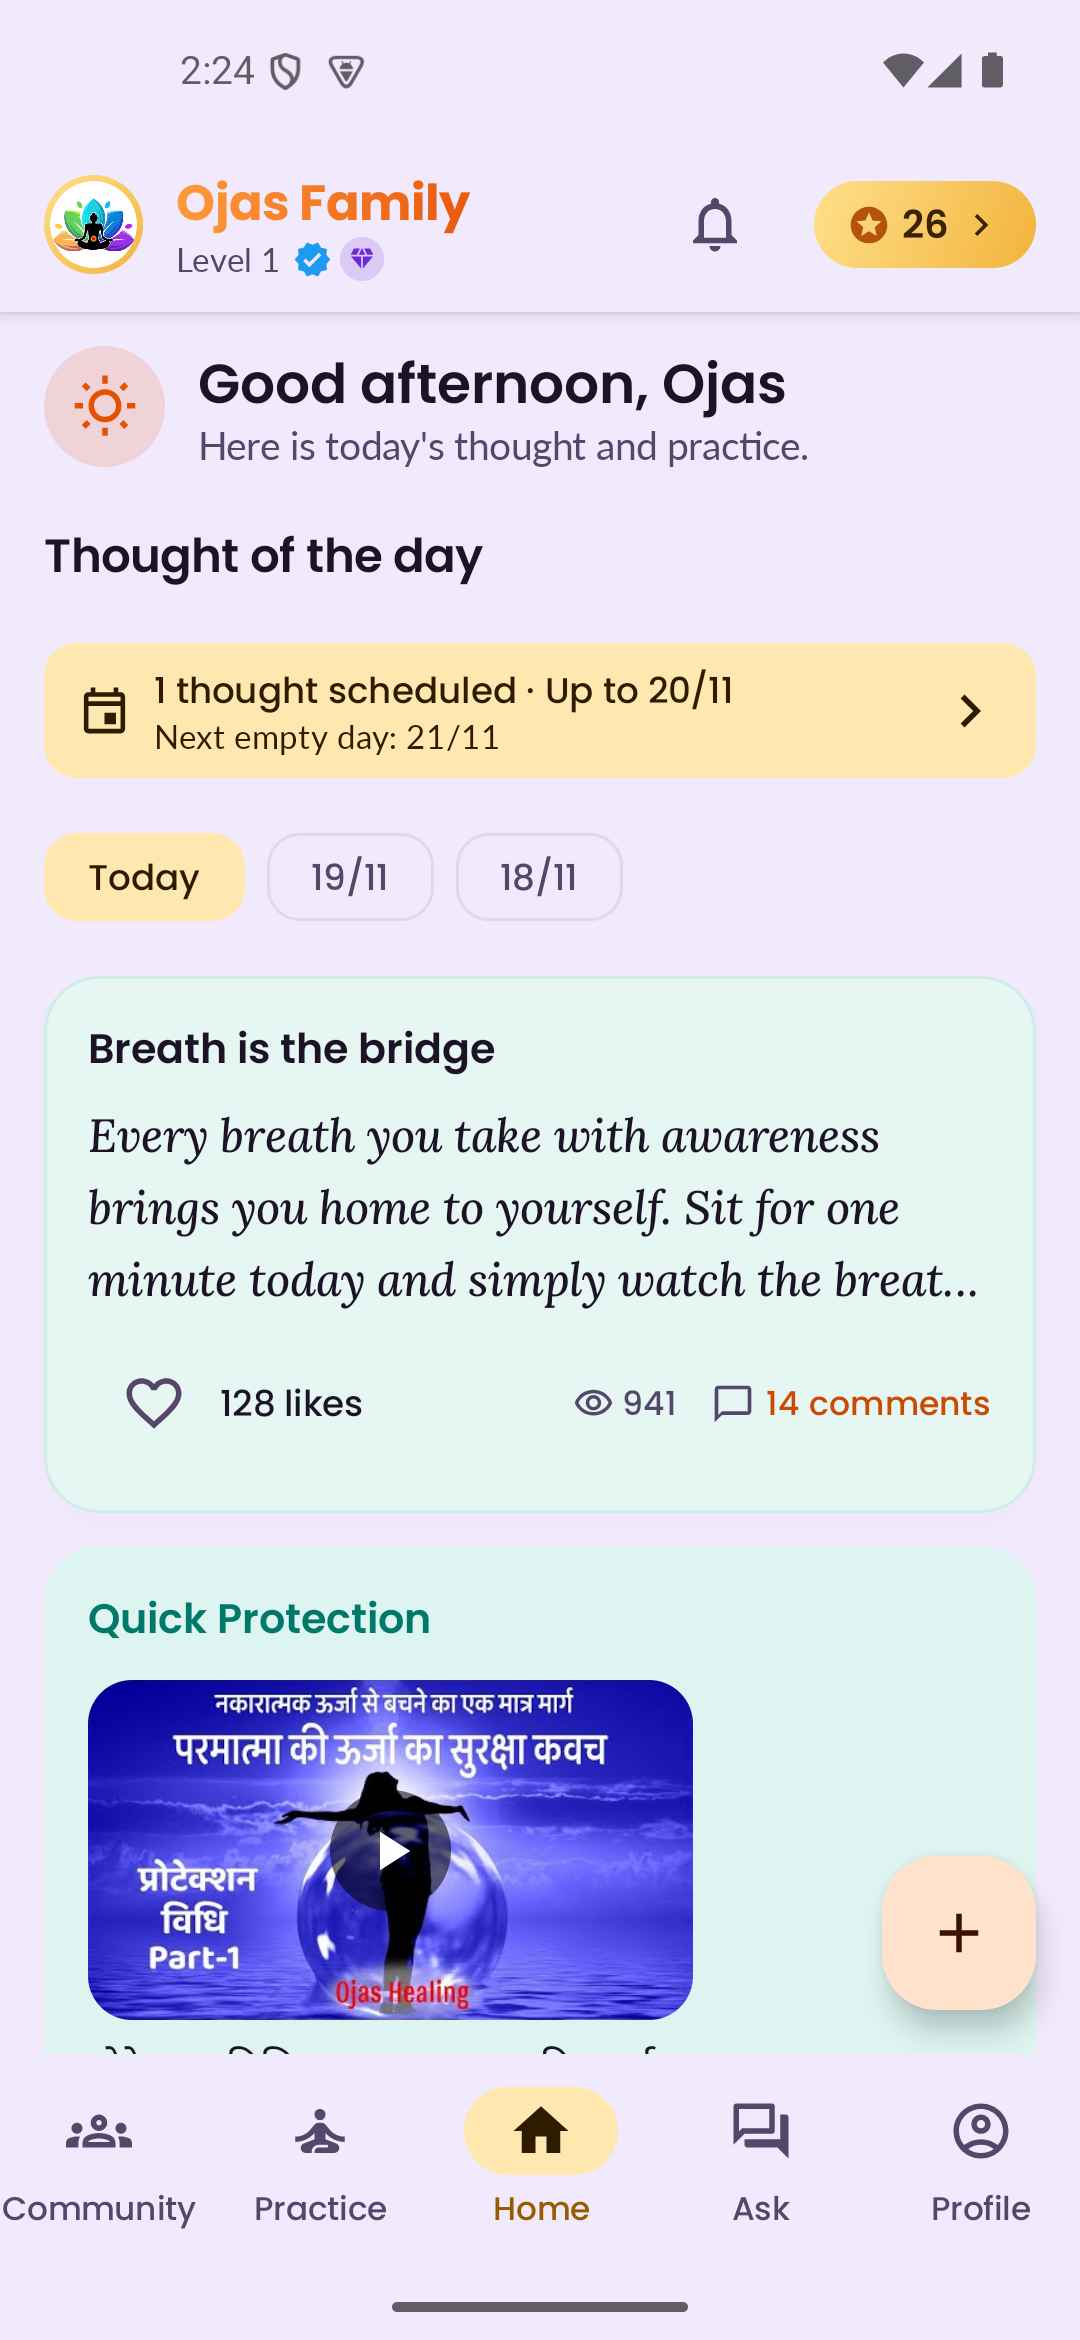 2:24
Ojas Family
Level 1
26
Good afternoon, Ojas
Here is today's thought and practice.
Thought of the day
1 thought scheduled · Up to 20/11
Next empty day: 21/11
Today
19/11
18/11
Breath is the bridge
Every breath you take with awareness
brings you home to yourself. Sit for one
minute today and simply watch the breat...
128 likes
941
14 comments
Quick Protection
नकारात्मक ऊर्जा से बचने का एक मात्र मार्ग
परमात्मा की ऊर्जा का सुरक्षा कवच
प्रोटेक्शन
विधि
Part-1
Ojas Healing
Community
Practice
Home
Ask
Profile